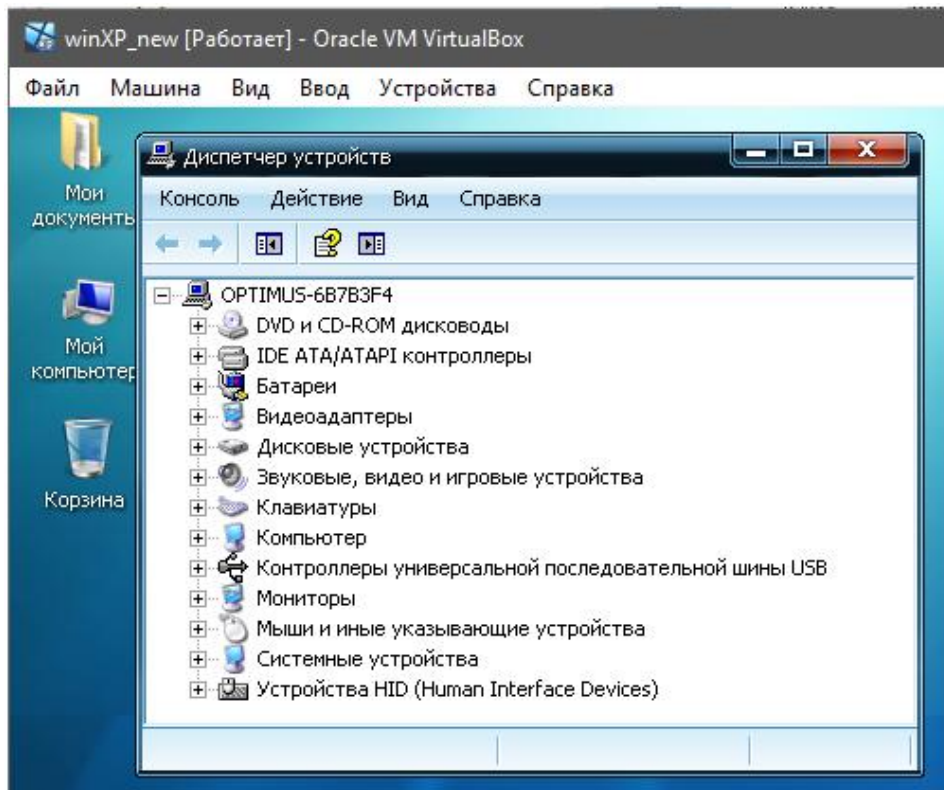 winXP_new [Работает] - Oracle VM VirtualBox
Файл Машина Вид Ввод Устройства Справка
Мои
документы
Мой
компьютер
Корзина
Диспетчер устройств
Консоль Действие Вид Справка
OPTIMUS-6B7B3F4
DVD и CD-ROM дисководы
IDE ATA/ATAPI контроллеры
Батареи
Видеоадаптеры
Дисковые устройства
Звуковые, видео и игровые устройства
Клавиатуры
Компьютер
Контроллеры универсальной последовательной шины USB
Мониторы
Мыши и иные указывающие устройства
Системные устройства
Устройства HID (Human Interface Devices)